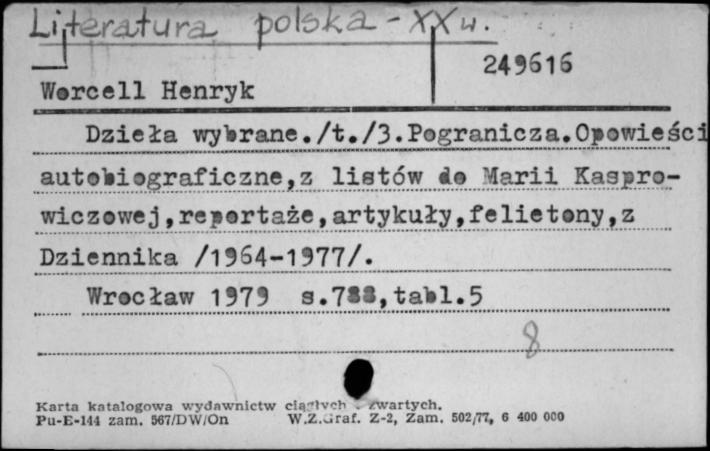 Literatura polska - XX w.
249616
Worcell Henryk
Dzieła wybrane./t./3.Pogranicza.Opowieści
autobiograficzne,z listów do Marii Kaspro-
wiczowej,reportaże,artykuły,felietony,z
Dziennika /1964-1977/.
Wrocław 1979 s.788,tabl.5
8
Karta katalogowa wydawnictw ciągłych zwartych.
Pu-E-144 zam. 567/DW/On W.Z.Graf. Z-2, Zam. 502/77, 6 400 000